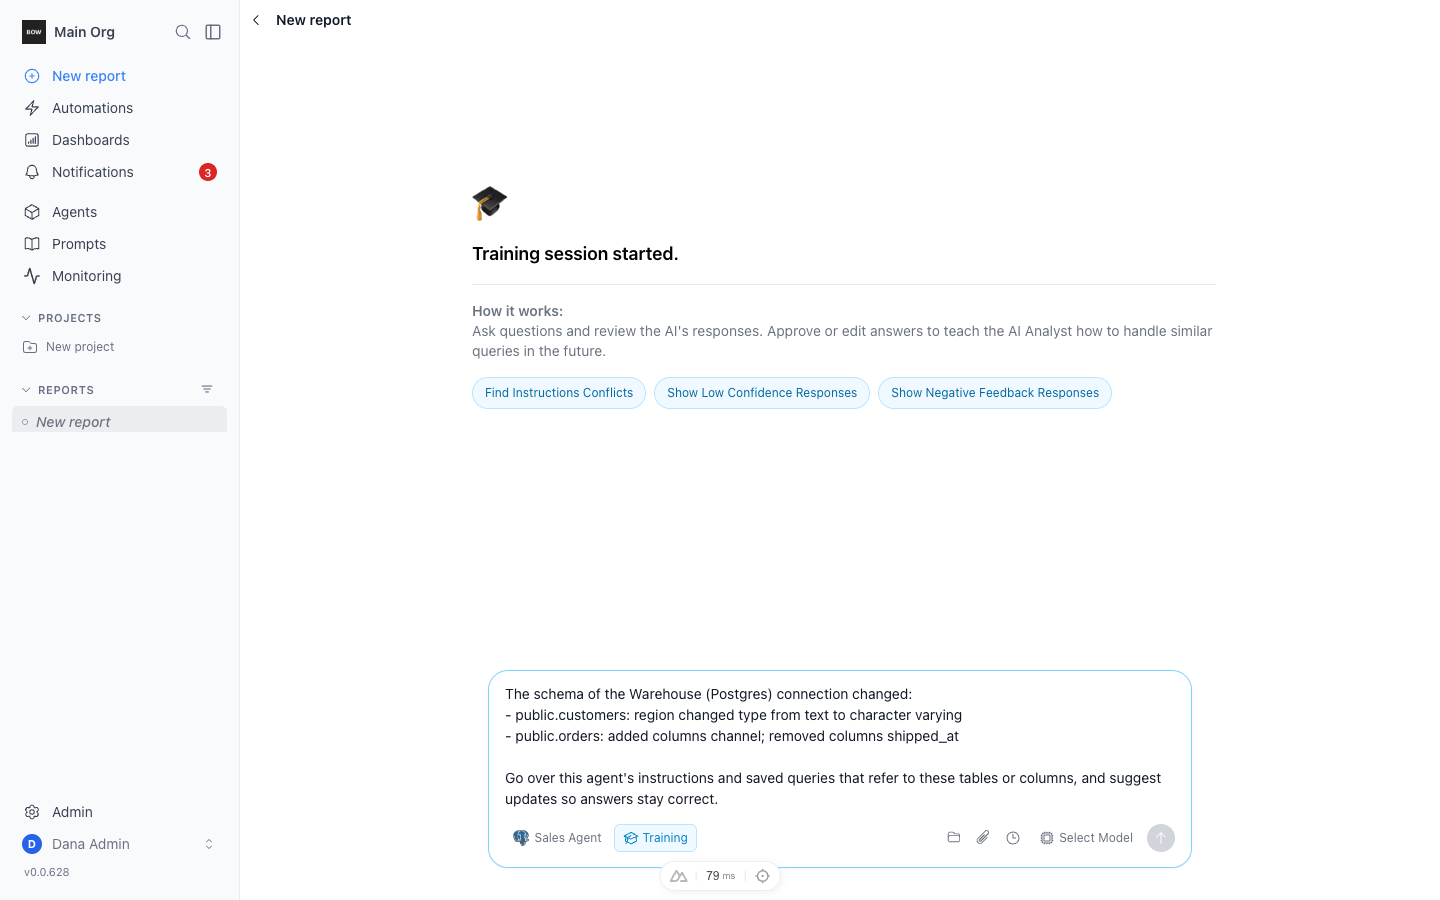 BOW Main Org
New report
Automations
Dashboards
Notifications 3
Agents
Prompts
Monitoring
PROJECTS
New project
REPORTS
New report
Admin
D Dana Admin
v0.0.628
New report
Training session started.
How it works:
Ask questions and review the AI's responses. Approve or edit answers to teach the AI Analyst how to handle similar
queries in the future.
Find Instructions Conflicts Show Low Confidence Responses Show Negative Feedback Responses
The schema of the Warehouse (Postgres) connection changed:
- public.customers: region changed type from text to character varying
- public.orders: added columns channel; removed columns shipped_at
Go over this agent's instructions and saved queries that refer to these tables or columns, and suggest
updates so answers stay correct.
Sales Agent Training Select Model
79 ms